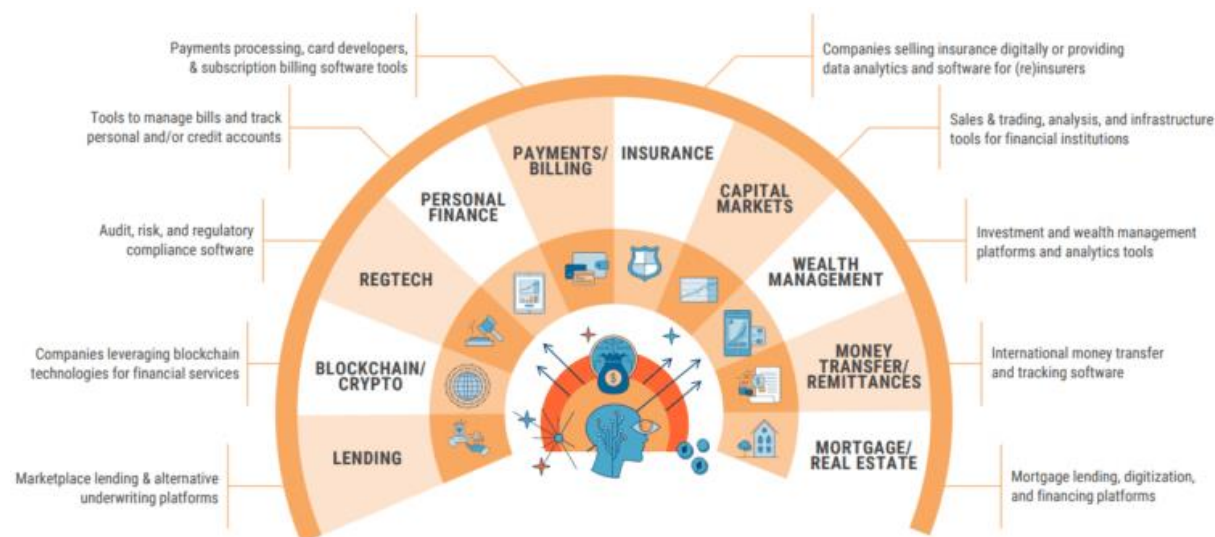 Payments processing, card developers,
& subscription billing software tools
Companies selling insurance digitally or providing
data analytics and software for (re)insurers
Tools to manage bills and track
personal and/or credit accounts
Sales & trading, analysis, and infrastructure
tools for financial institutions
Audit, risk, and regulatory
compliance software
Investment and wealth management
platforms and analytics tools
Companies leveraging blockchain
technologies for financial services
International money transfer
and tracking software
Marketplace lending & alternative
underwriting platforms
Mortgage lending, digitization,
and financing platforms
LENDING
BLOCKCHAIN/
CRYPTO
REGTECH
PERSONAL
FINANCE
PAYMENTS/
BILLING
INSURANCE
CAPITAL
MARKETS
WEALTH
MANAGEMENT
MONEY
TRANSFER/
REMITTANCES
MORTGAGE/
REAL ESTATE
$